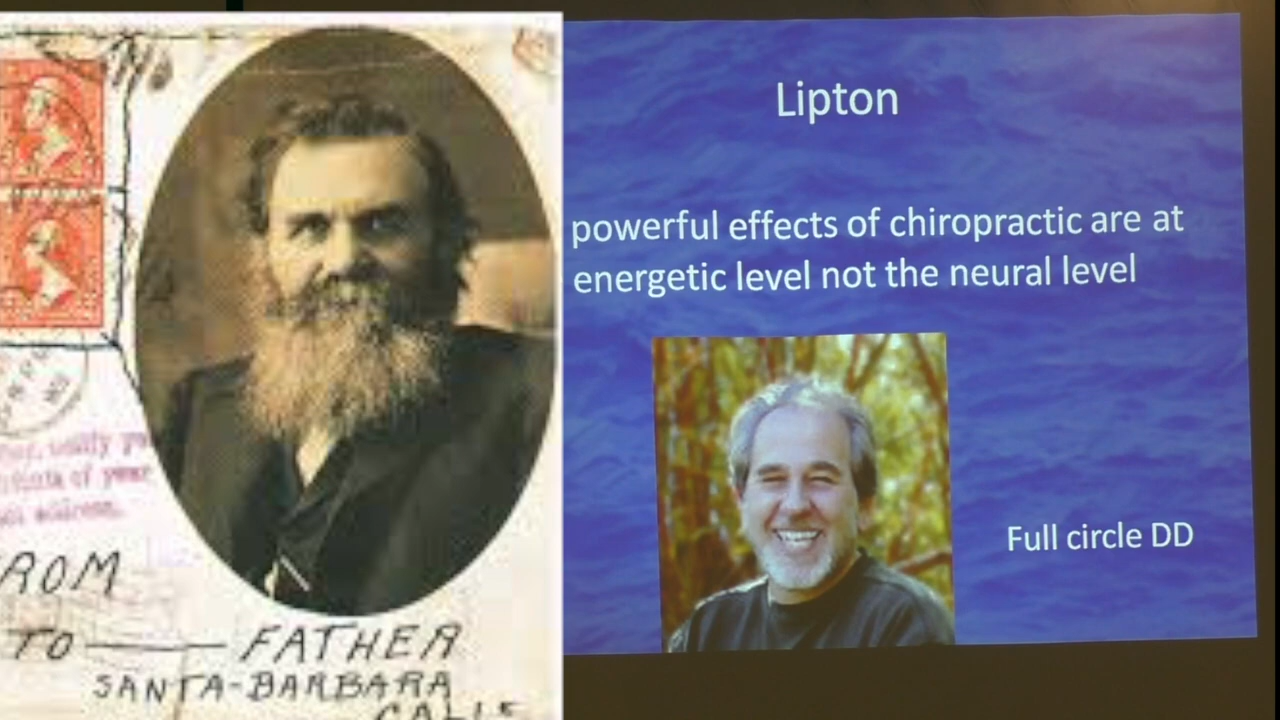 ROM
TO FATHER
SANTA-BARBARA
CALIF
Lipton
powerful effects of chiropractic are at
energetic level not the neural level
Full circle DD